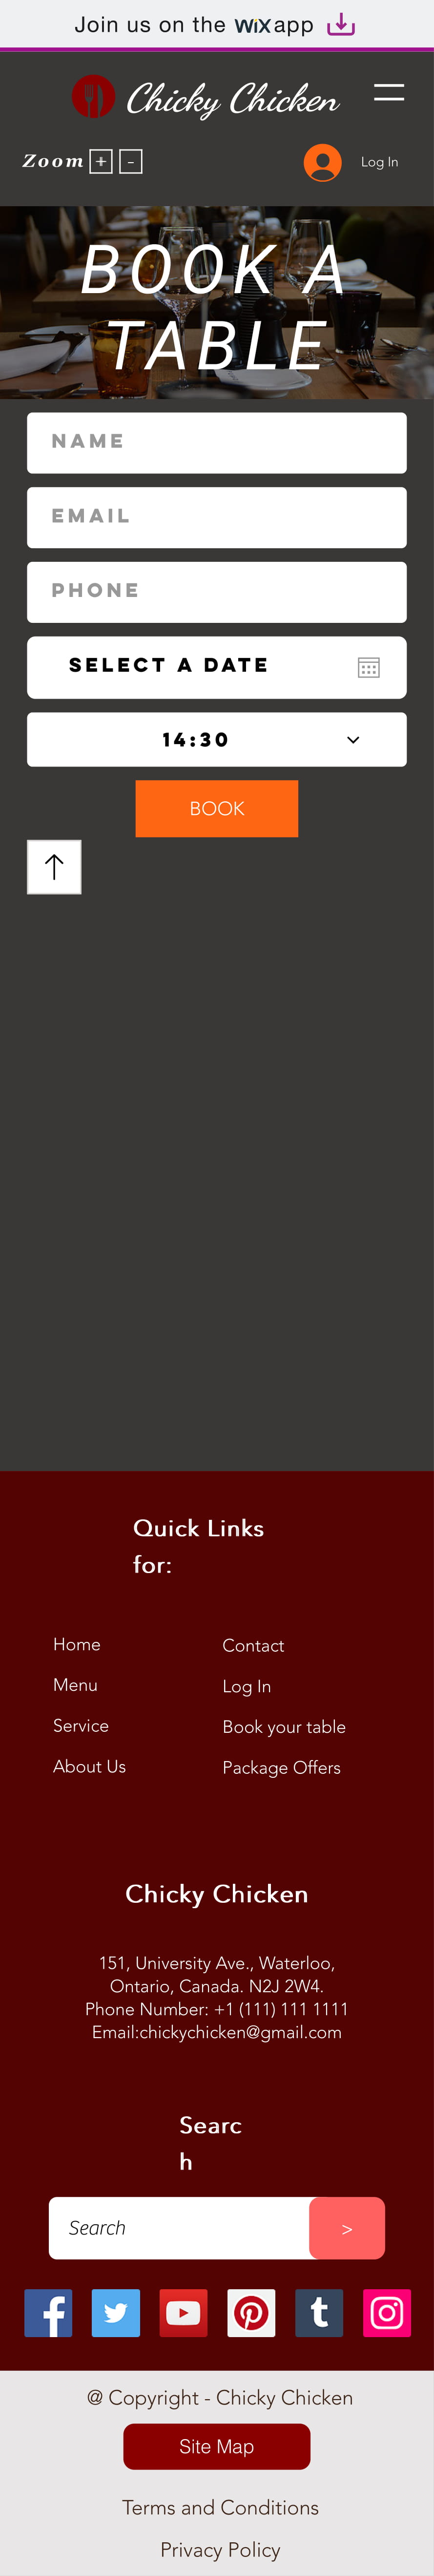 Join us on the WiX app
Chicky Chicken
Zoom + -
Log In
BOOK A
TABLE
NAME
EMAIL
PHONE
SELECT A DATE
14:30
BOOK
Quick Links
for:
Home
Menu
Service
About Us
Contact
Log In
Book your table
Package Offers
Chicky Chicken
151, University Ave., Waterloo,
Ontario, Canada. N2J 2W4.
Phone Number: +1 (111) 111 1111
Email:chickychicken@gmail.com
Searc
h
Search
>
@ Copyright - Chicky Chicken
Site Map
Terms and Conditions
Privacy Policy